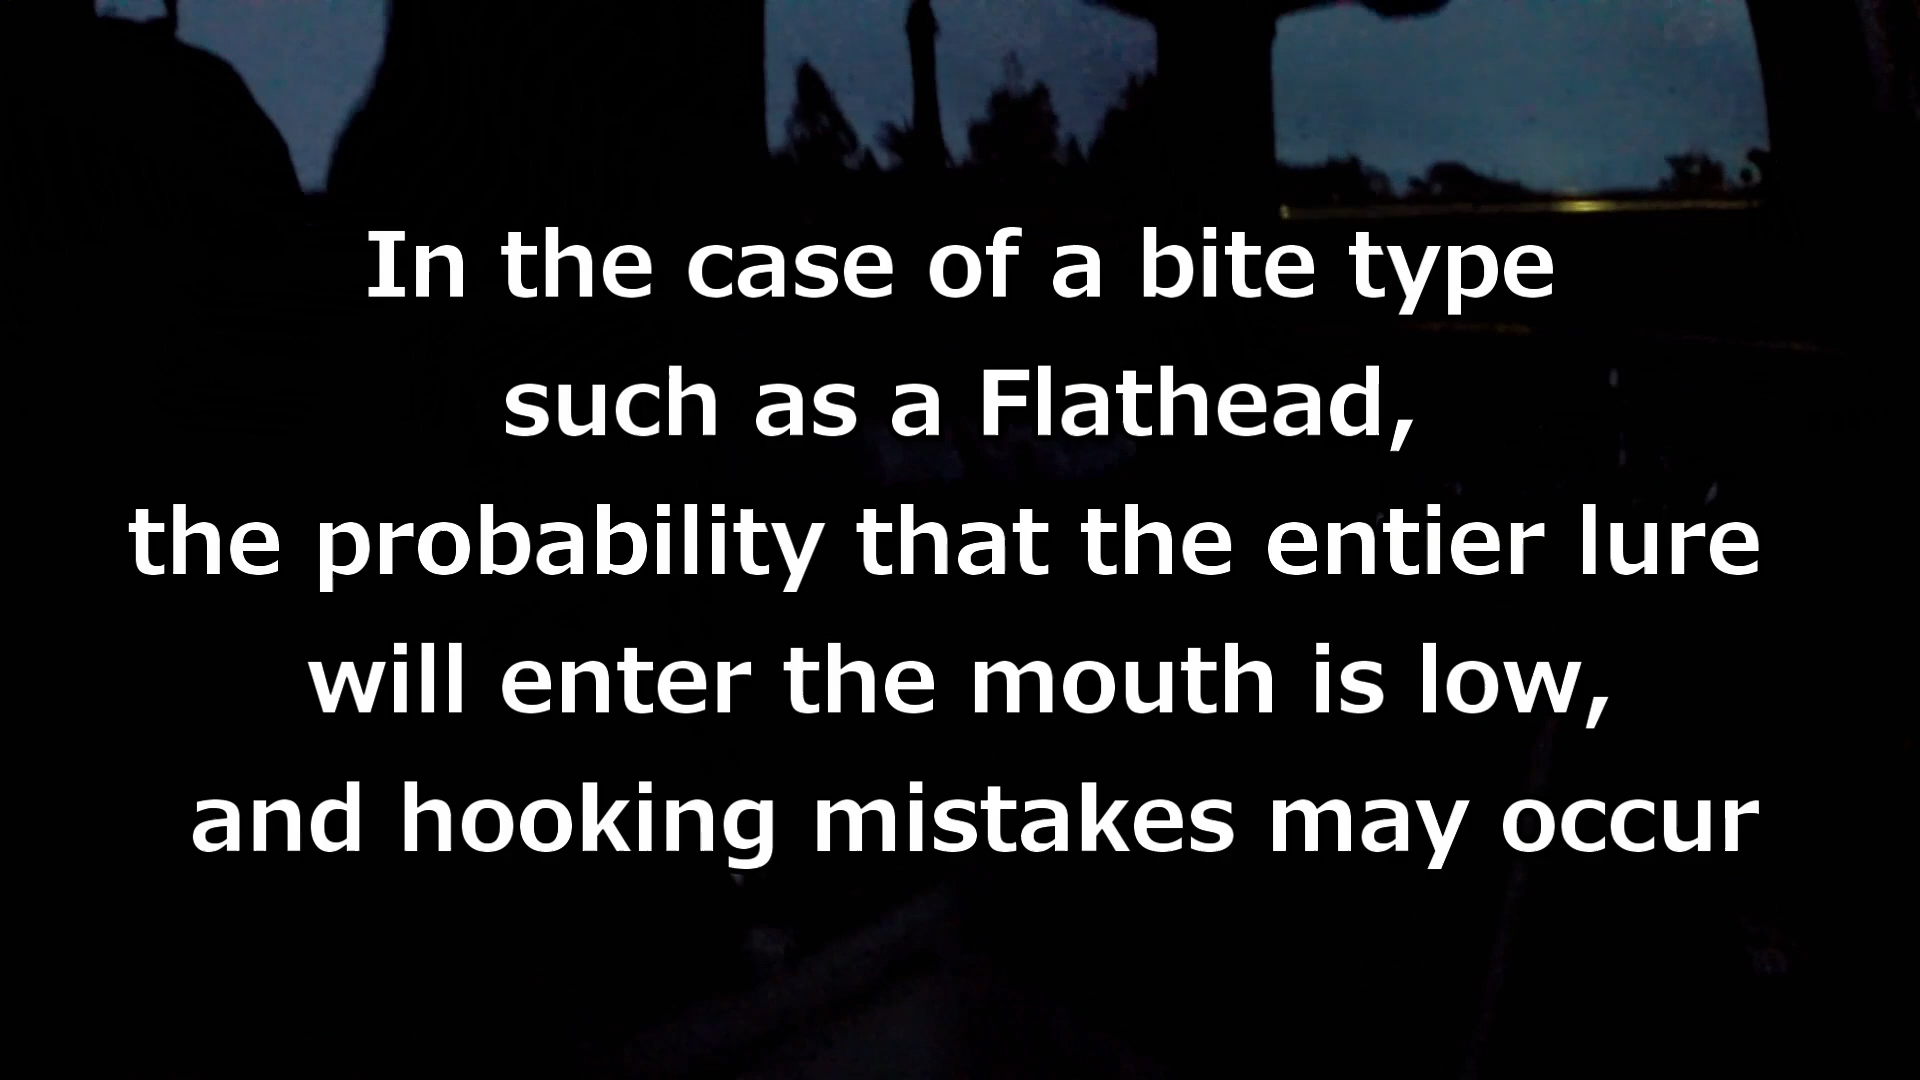 In the case of a bite type
such as a Flathead,
the probability that the entier lure
will enter the mouth is low,
and hooking mistakes may occur